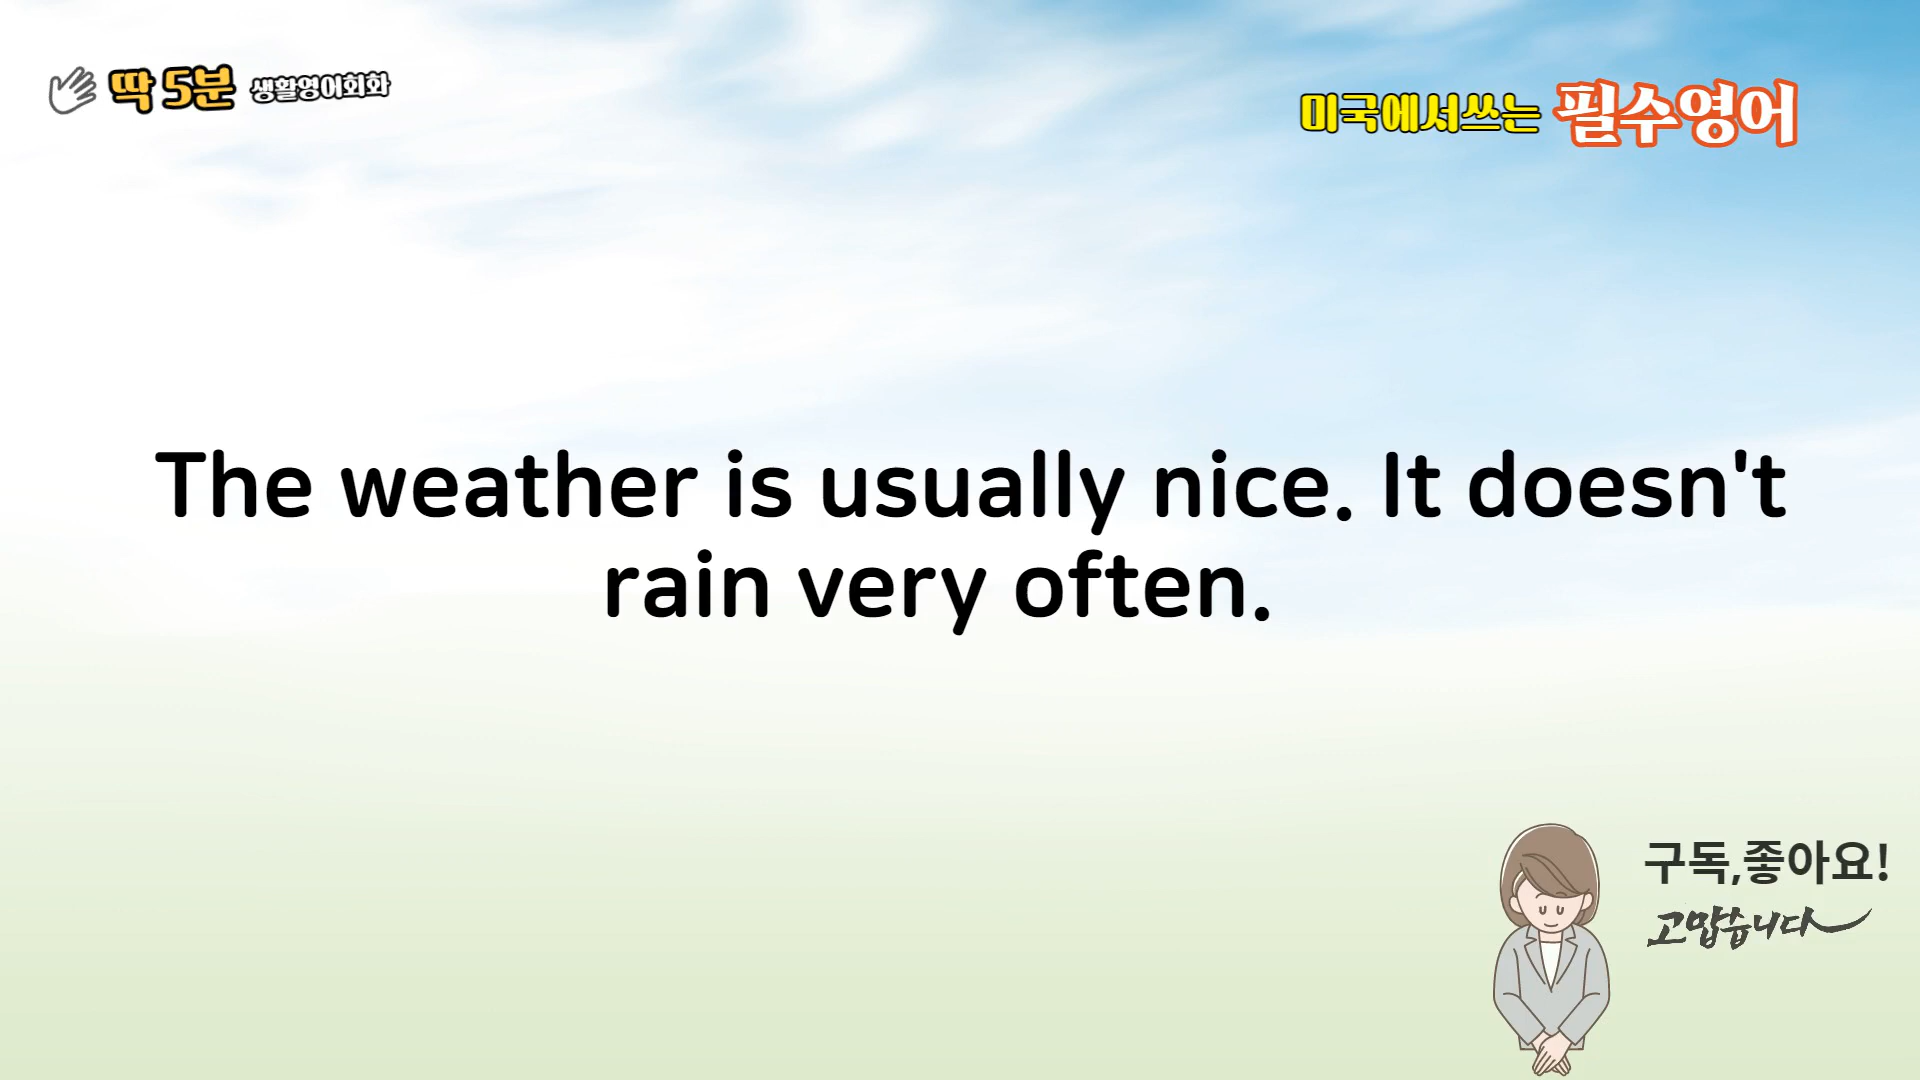 딱 5분 생활영어회화
미국에서쓰는 필수영어
The weather is usually nice. It doesn't
rain very often.
구독,좋아요!
고맙습니다